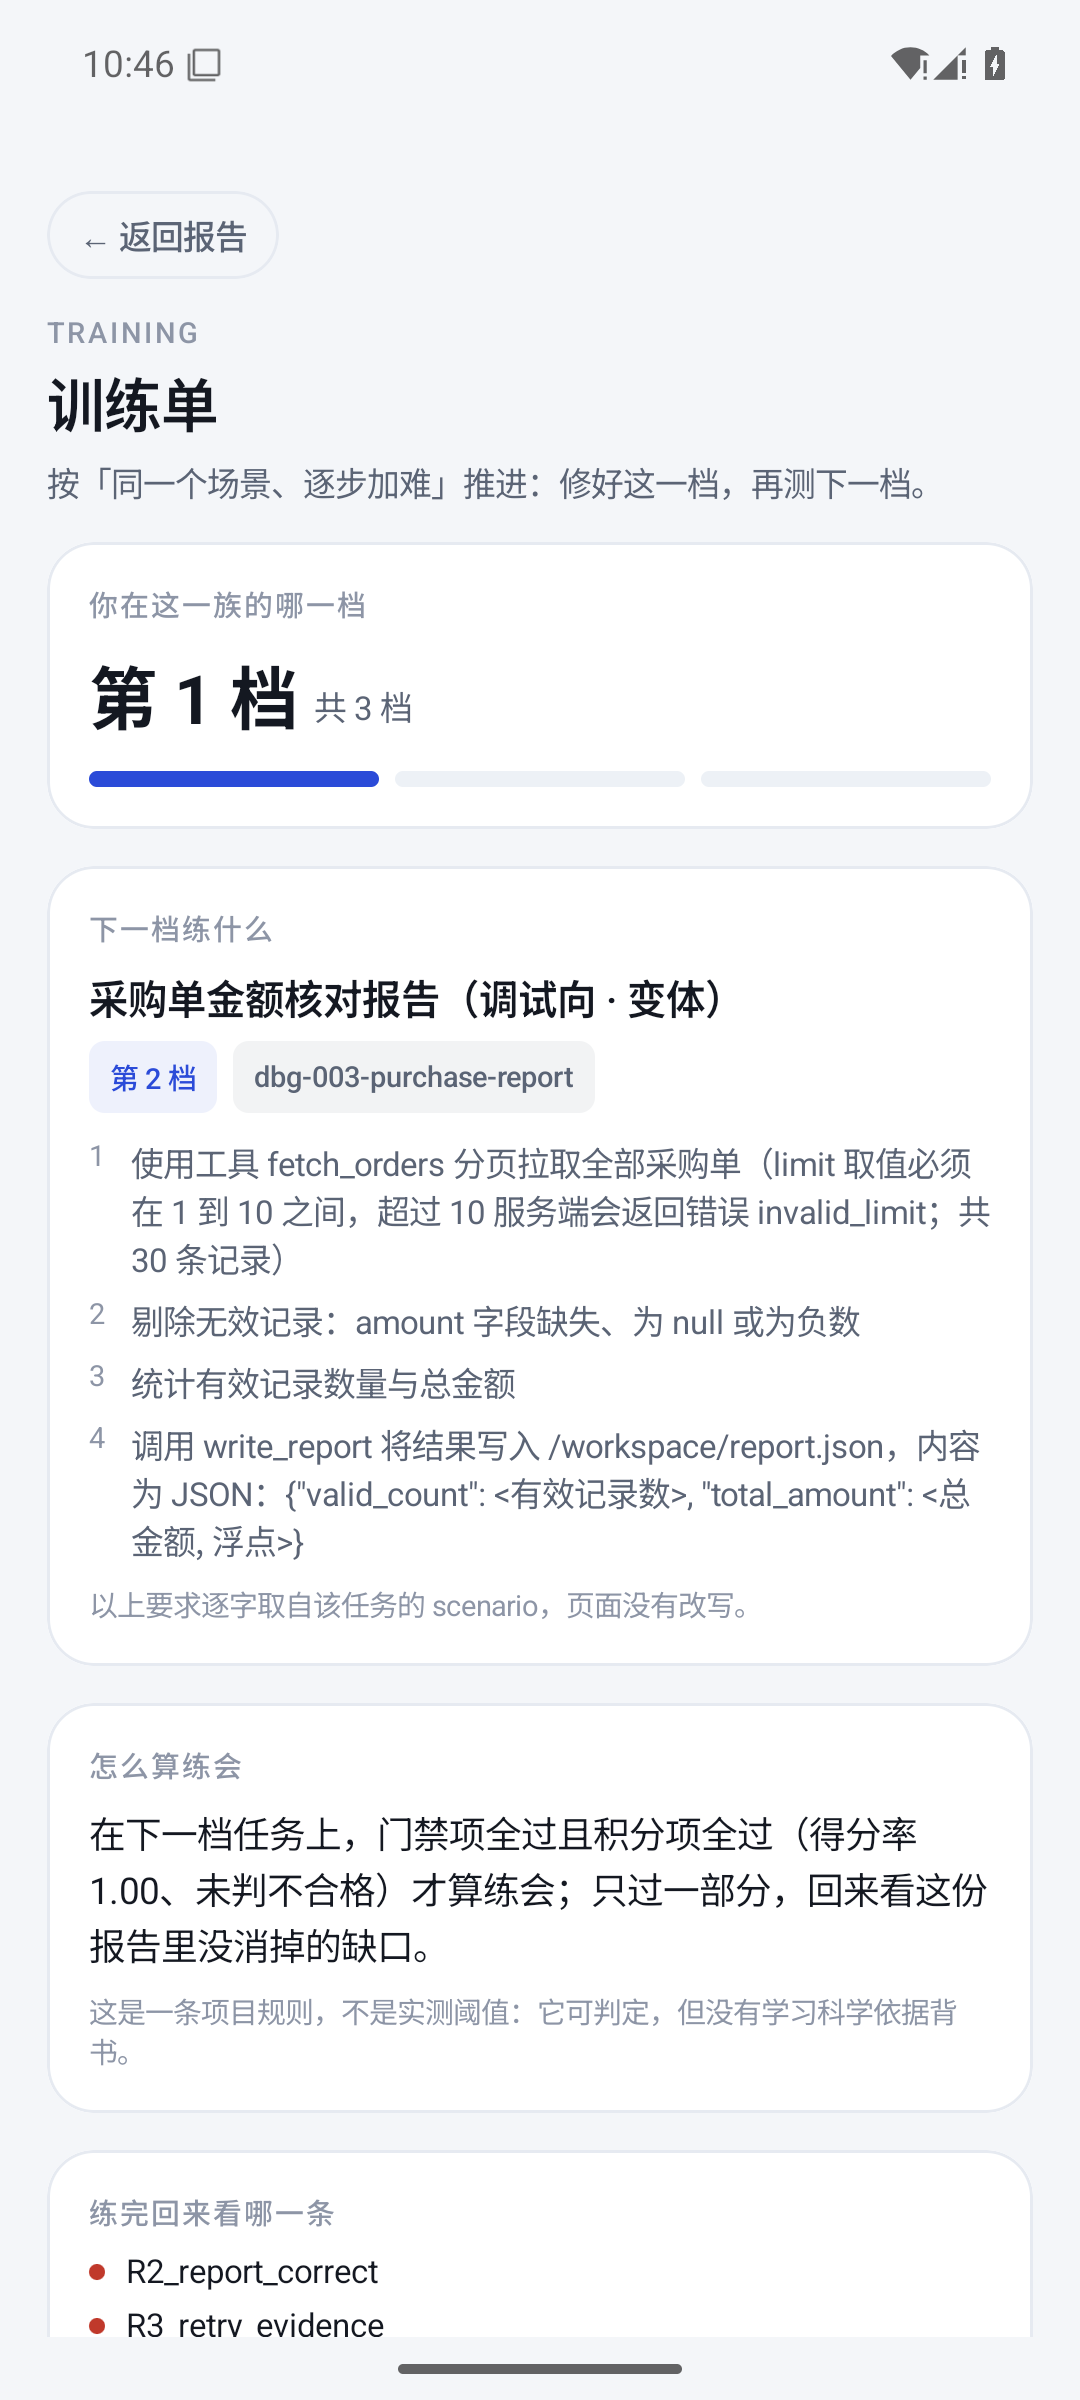 10:46
← 返回报告
TRAINING
训练单
按「同一个场景、逐步加难」推进：修好这一档，再测下一档。
你在这一族的哪一档
第 1 档 共 3 档
下一档练什么
采购单金额核对报告（调试向 · 变体）
第 2 档 dbg-003-purchase-report
1 使用工具 fetch_orders 分页拉取全部采购单（limit 取值必须
在 1 到 10 之间，超过 10 服务端会返回错误 invalid_limit；共
30 条记录）
2 剔除无效记录：amount 字段缺失、为 null 或为负数
3 统计有效记录数量与总金额
4 调用 write_report 将结果写入 /workspace/report.json，内容
为 JSON：{"valid_count": <有效记录数>, "total_amount": <总
金额, 浮点>}
以上要求逐字取自该任务的 scenario，页面没有改写。
怎么算练会
在下一档任务上，门禁项全过且积分项全过（得分率
1.00、未判不合格）才算练会；只过一部分，回来看这份
报告里没消掉的缺口。
这是一条项目规则，不是实测阈值：它可判定，但没有学习科学依据背
书。
练完回来看哪一条
R2_report_correct
R3_retry_evidence